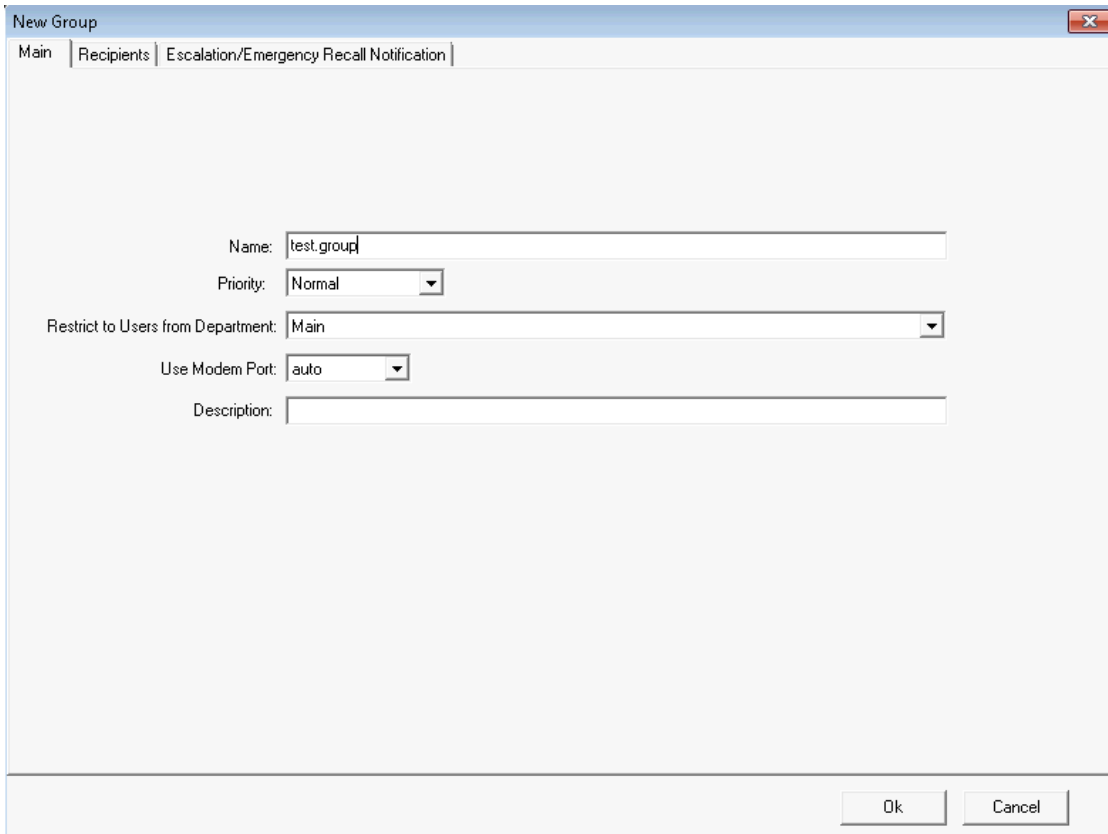 New Group
Main Recipients Escalation/Emergency Recall Notification
Name: test.group
Priority: Normal
Restrict to Users from Department: Main
Use Modem Port: auto
Description:
Ok Cancel